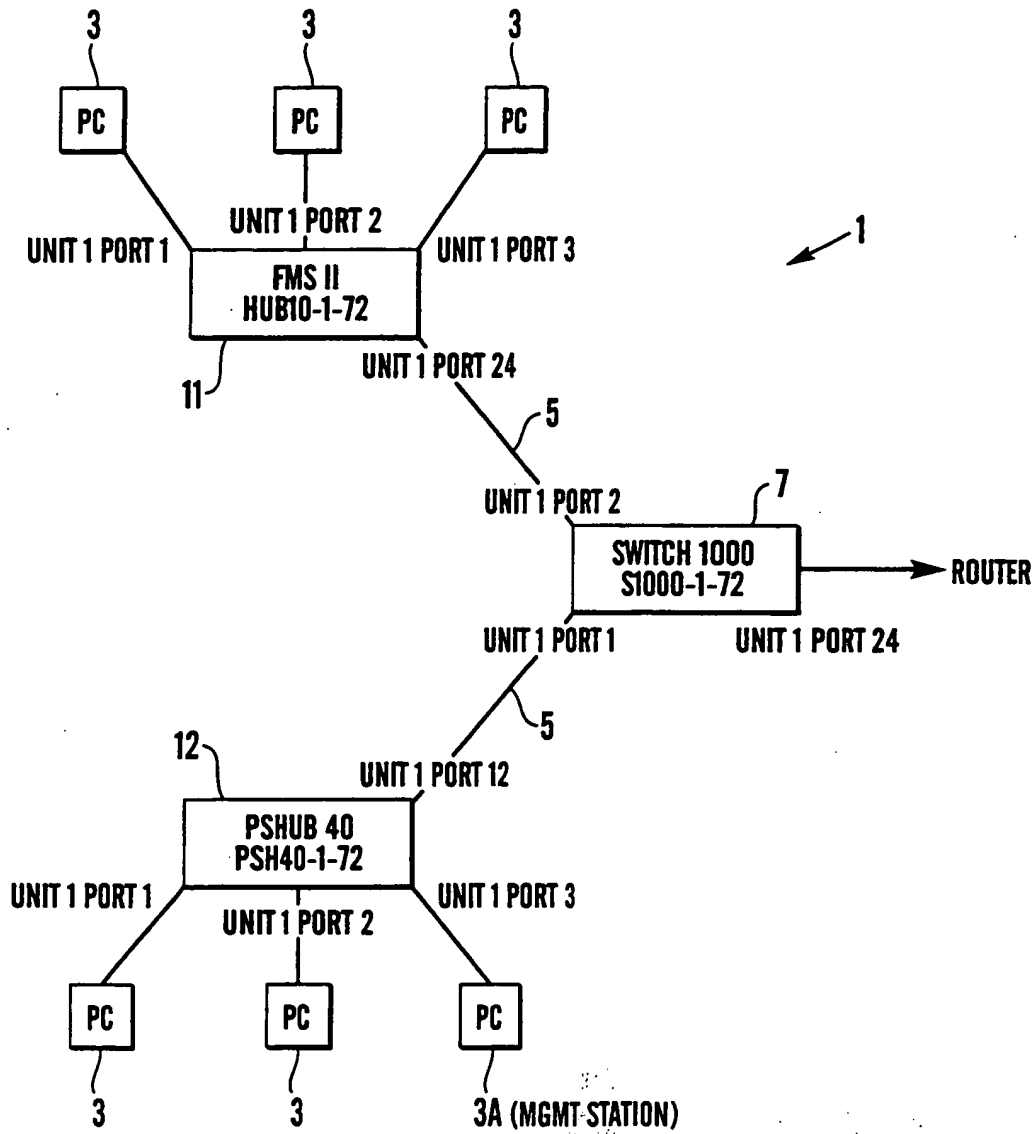 3
3
3
PC
PC
PC
UNIT 1 PORT 2
UNIT 1 PORT 1
UNIT 1 PORT 3
1
FMS II
HUB10-1-72
UNIT 1 PORT 24
11
5
UNIT 1 PORT 2
7
SWITCH 1000
S1000-1-72
ROUTER
UNIT 1 PORT 1
UNIT 1 PORT 24
5
12
UNIT 1 PORT 12
PSHUB 40
PSH40-1-72
UNIT 1 PORT 1
UNIT 1 PORT 3
UNIT 1 PORT 2
PC
PC
PC
3
3
3A (MGMT STATION)